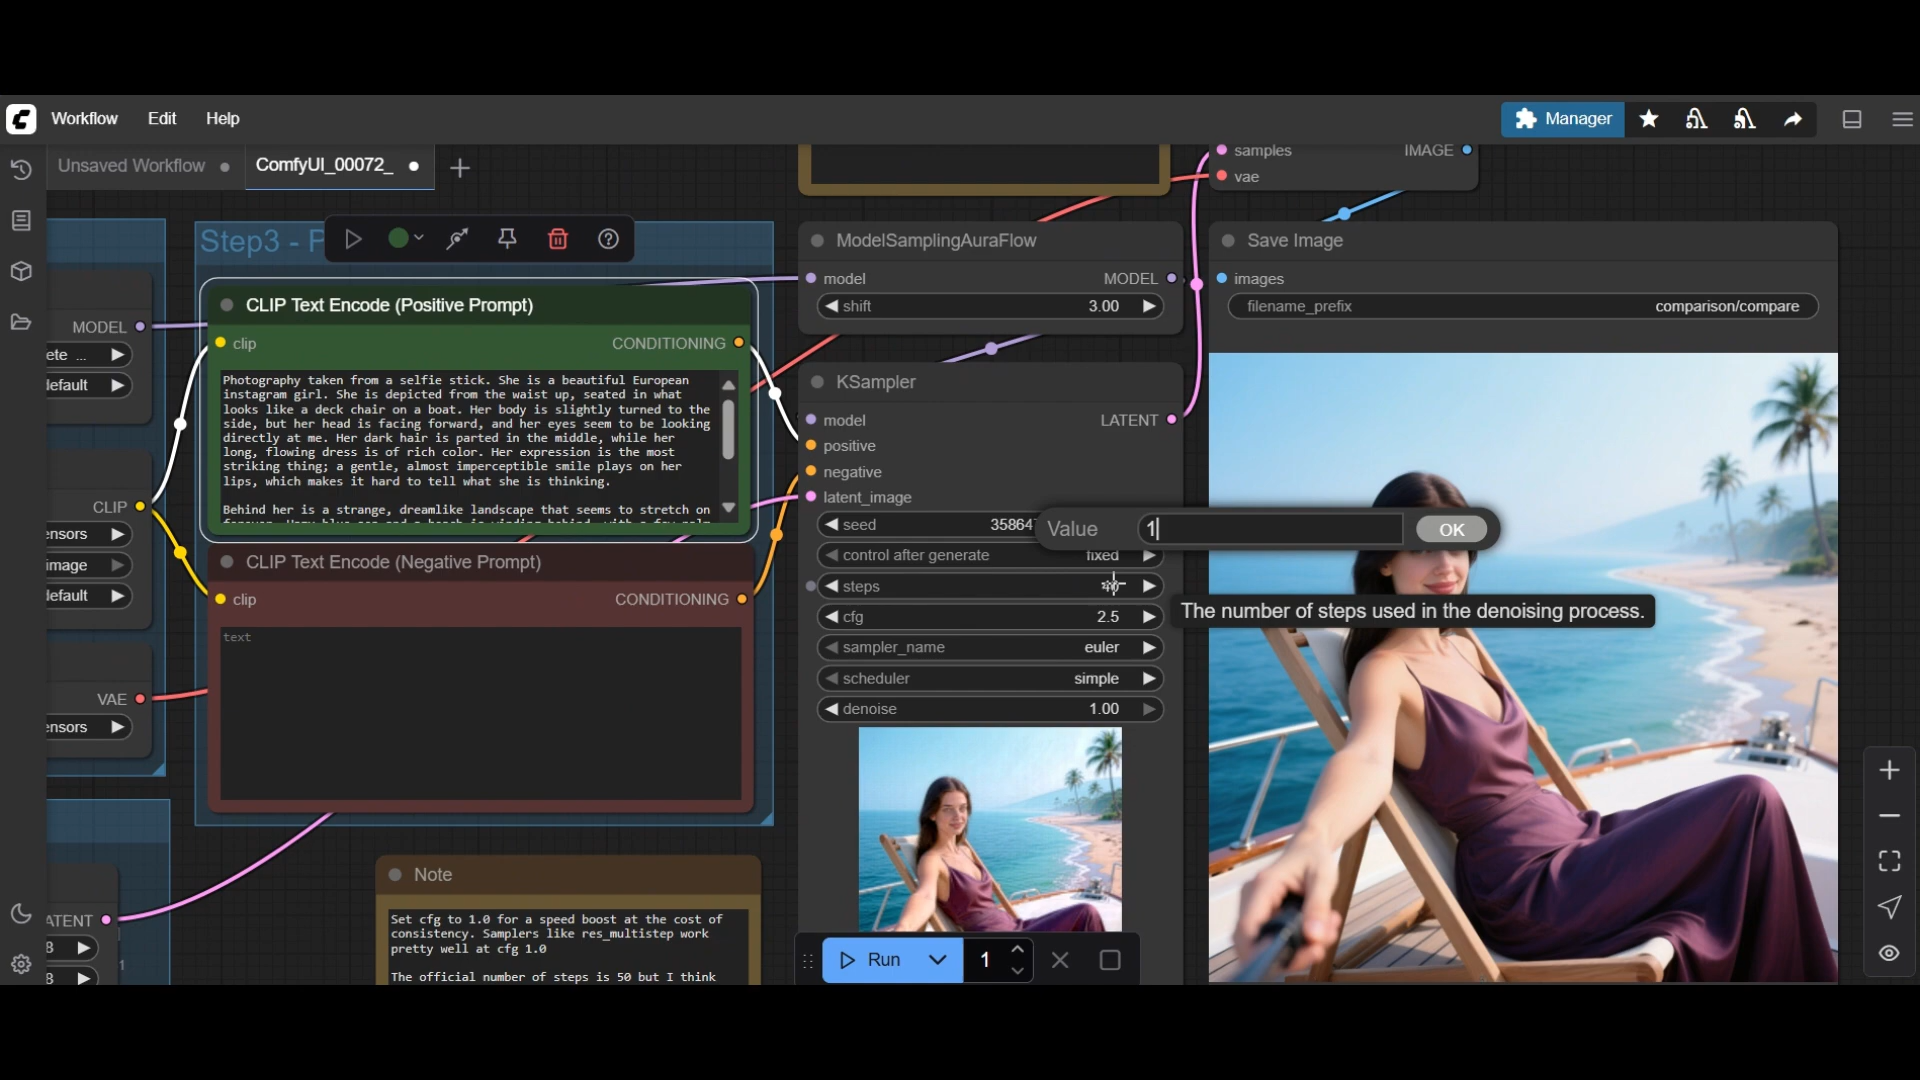 Workflow
Edit
Help
Manager
Unsaved Workflow
ComfyUI_00072_
samples
IMAGE
vae
Step3 - P
MODEL
ete ...
efault
CLIP
ensors
image
efault
VAE
ensors
ATENT
8
8
1
CLIP Text Encode (Positive Prompt)
clip
CONDITIONING
Photography taken from a selfie stick. She is a beautiful European
instagram girl. She is depicted from the waist up, seated in what
looks like a deck chair on a boat. Her body is slightly turned to the
side, but her head is facing forward, and her eyes seem to be looking
directly at me. Her dark hair is parted in the middle, while her
long, flowing dress is of rich color. Her expression is the most
striking thing; a gentle, almost imperceptible smile plays on her
lips, which makes it hard to tell what she is thinking.
Behind her is a strange, dreamlike landscape that seems to stretch on
CLIP Text Encode (Negative Prompt)
clip
CONDITIONING
text
Note
Set cfg to 1.0 for a speed boost at the cost of
consistency. Samplers like res_multistep work
pretty well at cfg 1.0
The official number of steps is 50 but I think
ModelSamplingAuraFlow
model
MODEL
shift
3.00
KSampler
model
LATENT
positive
negative
latent_image
seed
35864
control after generate
fixed
steps
cfg
2.5
sampler_name
euler
scheduler
simple
denoise
1.00
Value
1
OK
The number of steps used in the denoising process.
Save Image
images
filename_prefix
comparison/compare
Run
1